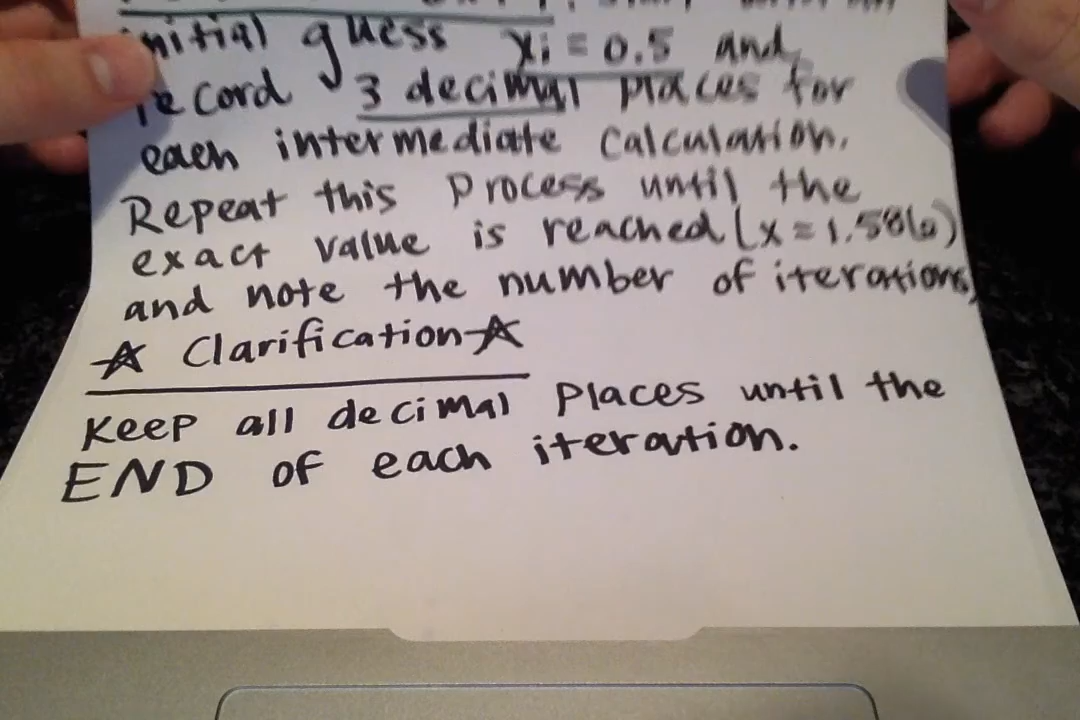 initial guess xi = 0.5 and
record 3 decimal places for
each intermediate calculation.
Repeat this process until the
exact value is reached (x = 1.586)
and note the number of iterations,
☆ Clarification ☆
Keep all decimal places until the
END of each iteration.